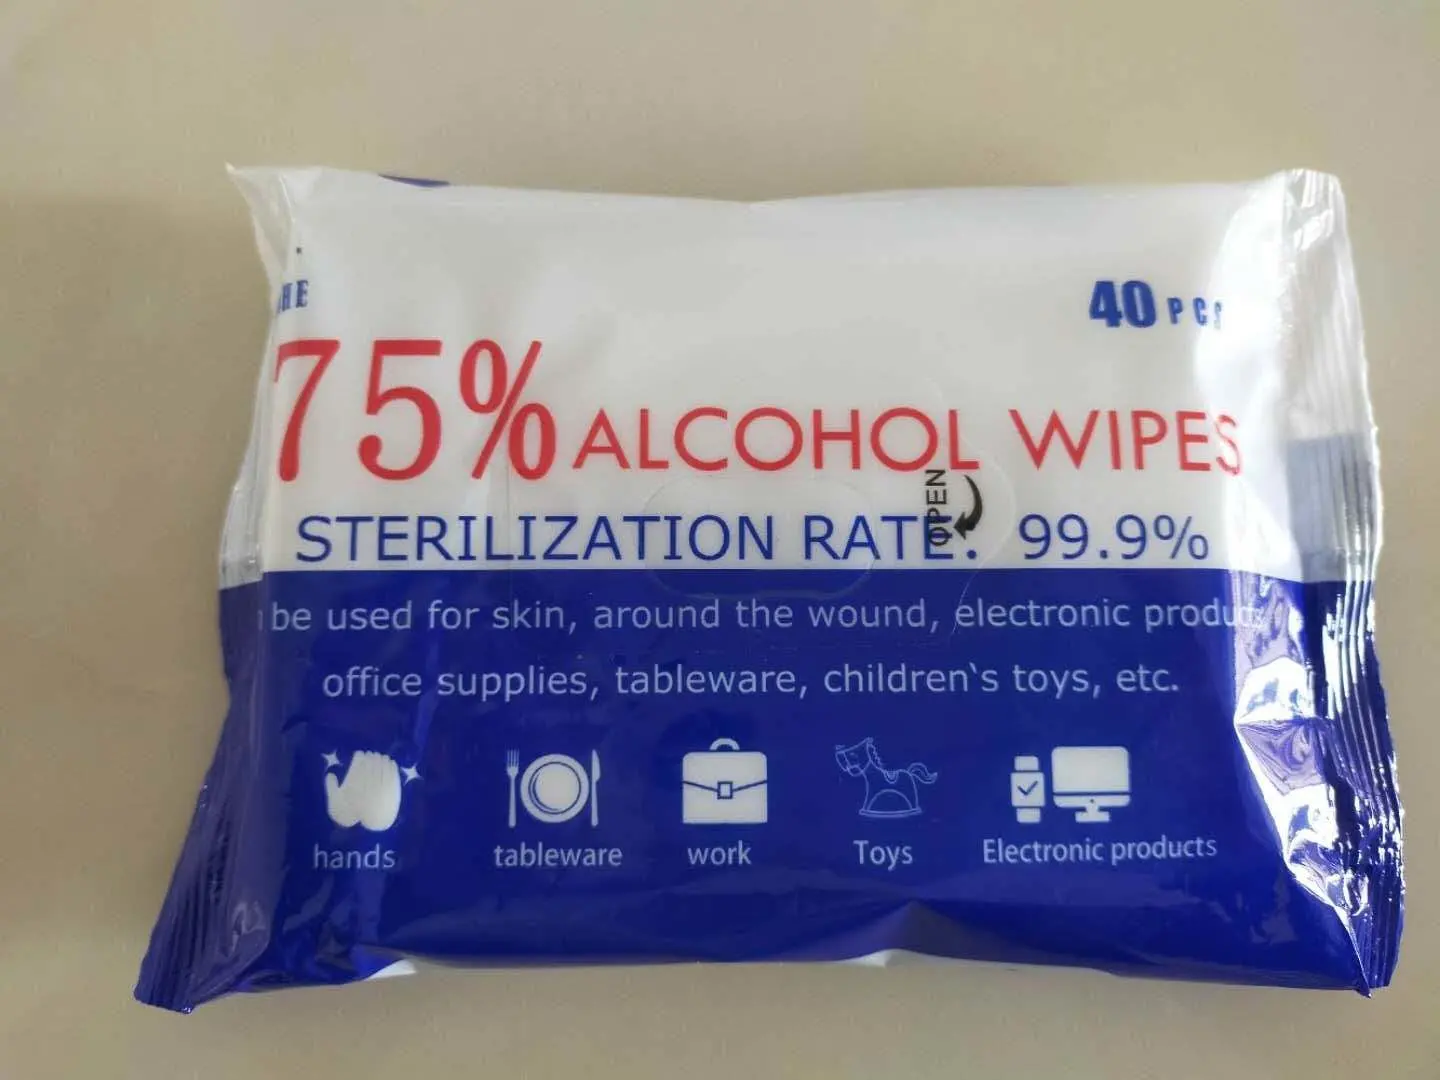 40 PCS
75% ALCOHOL WIPES
OPEN
STERILIZATION RATE: 99.9%
be used for skin, around the wound, electronic products
office supplies, tableware, children's toys, etc.
hands
tableware
work
Toys
Electronic products